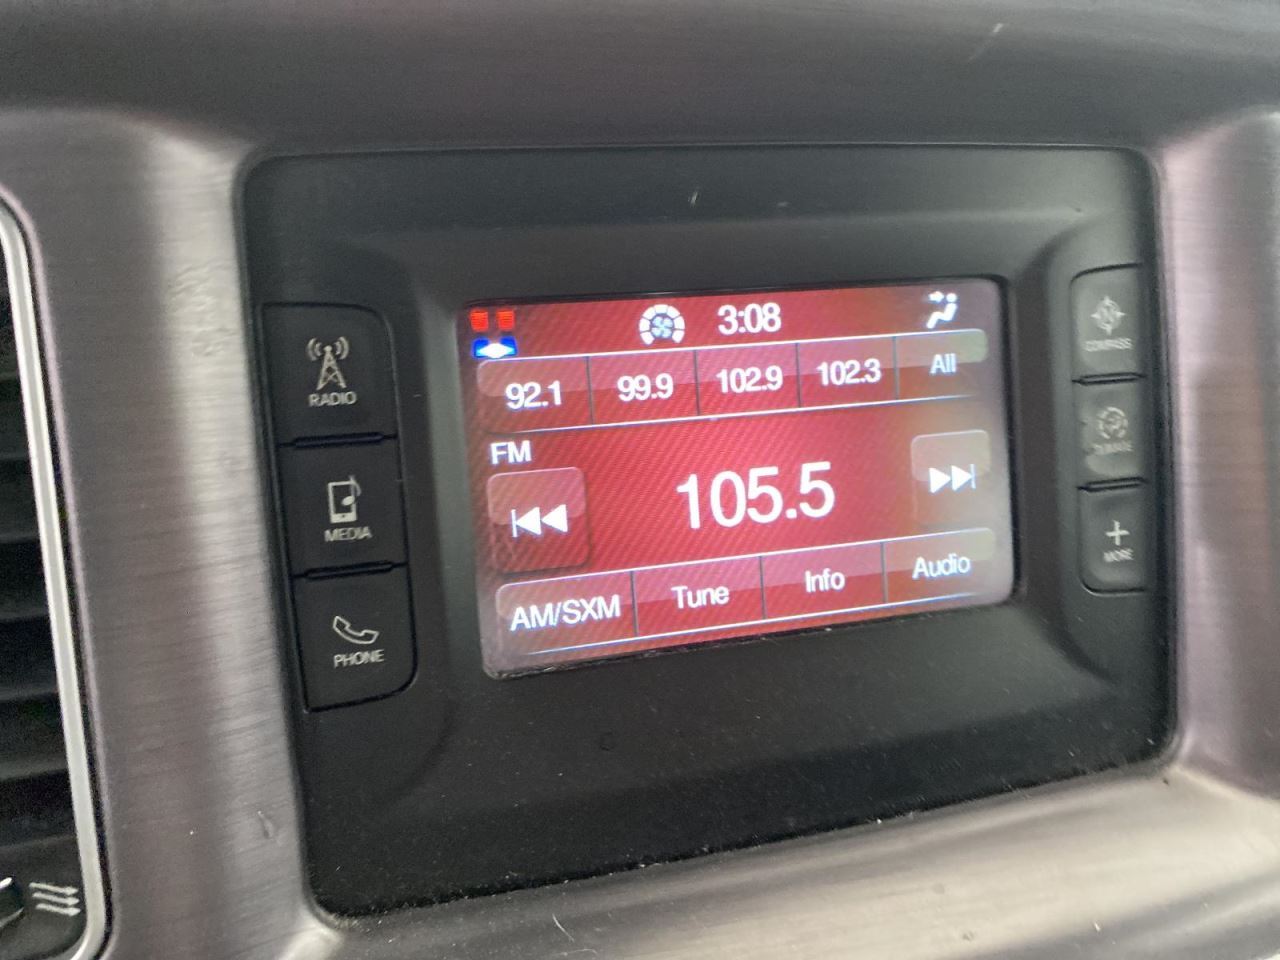 3:08
92.1 99.9 102.9 102.3 All
FM
105.5
AM/SXM Tune Info Audio
RADIO
MEDIA
PHONE
COMPASS
MORE